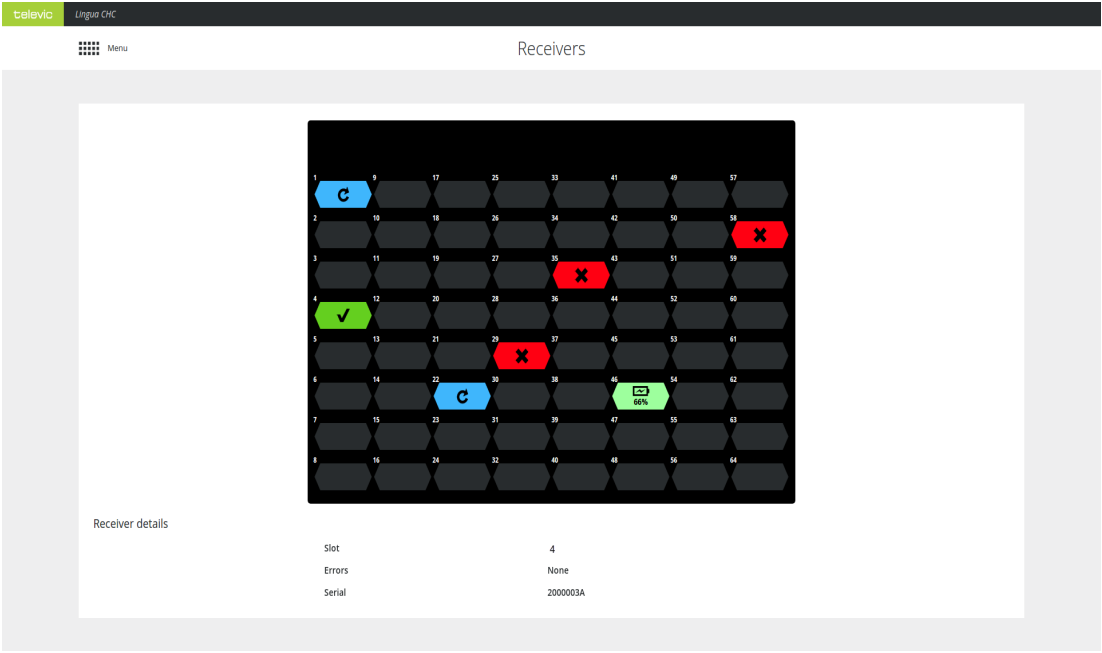 televic Lingua CHC
Menu Receivers
1 9 17 25 33 41 49 57
2 10 18 26 34 42 50 58
3 11 19 27 35 43 51 59
4 12 20 28 36 44 52 60
5 13 21 29 37 45 53 61
6 14 22 30 38 46 54 62
66%
7 15 23 31 39 47 55 63
8 16 24 32 40 48 56 64
Receiver details
Slot 4
Errors None
Serial 2000003A